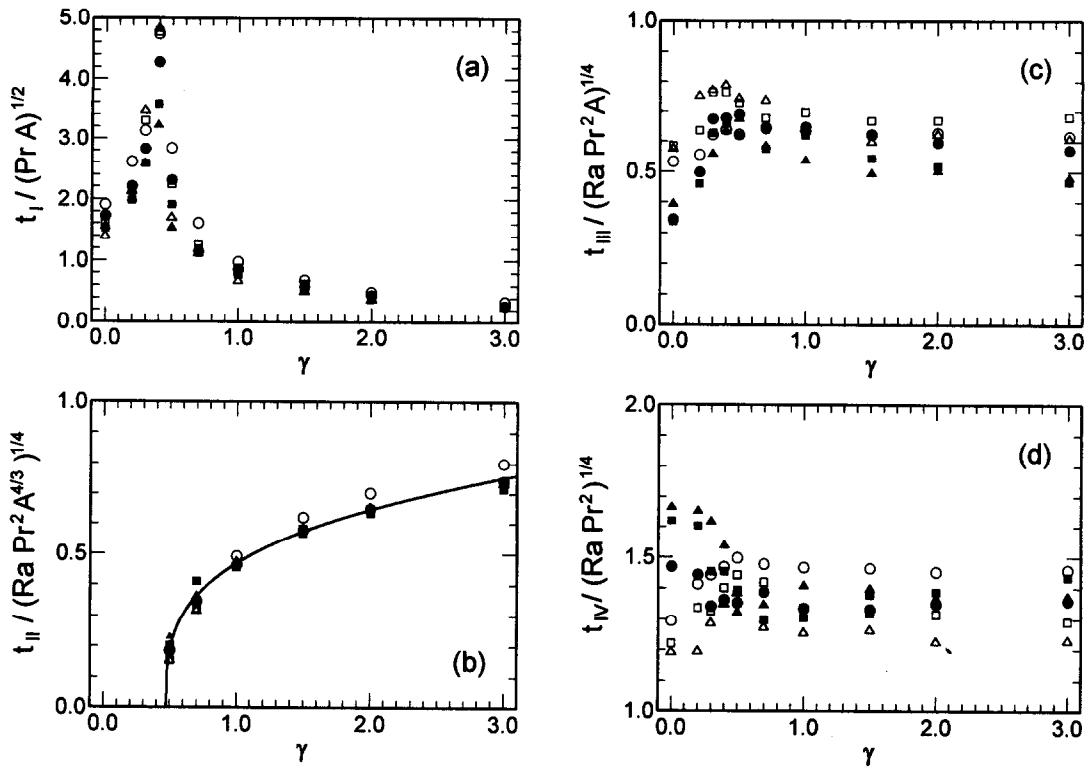 5.0
4.0
3.0
2.0
1.0
0.0
t_I / (Pr A)^1/2
(a)
0.0 1.0 2.0 3.0
γ
1.0
0.5
0.0
t_III / (Ra Pr^2 A)^1/4
(c)
0.0 1.0 2.0 3.0
γ
1.0
0.5
0.0
t_II / (Ra Pr^2 A^4/3)^1/4
(b)
0.0 1.0 2.0 3.0
γ
2.0
1.5
1.0
t_IV / (Ra Pr^2)^1/4
(d)
0.0 1.0 2.0 3.0
γ